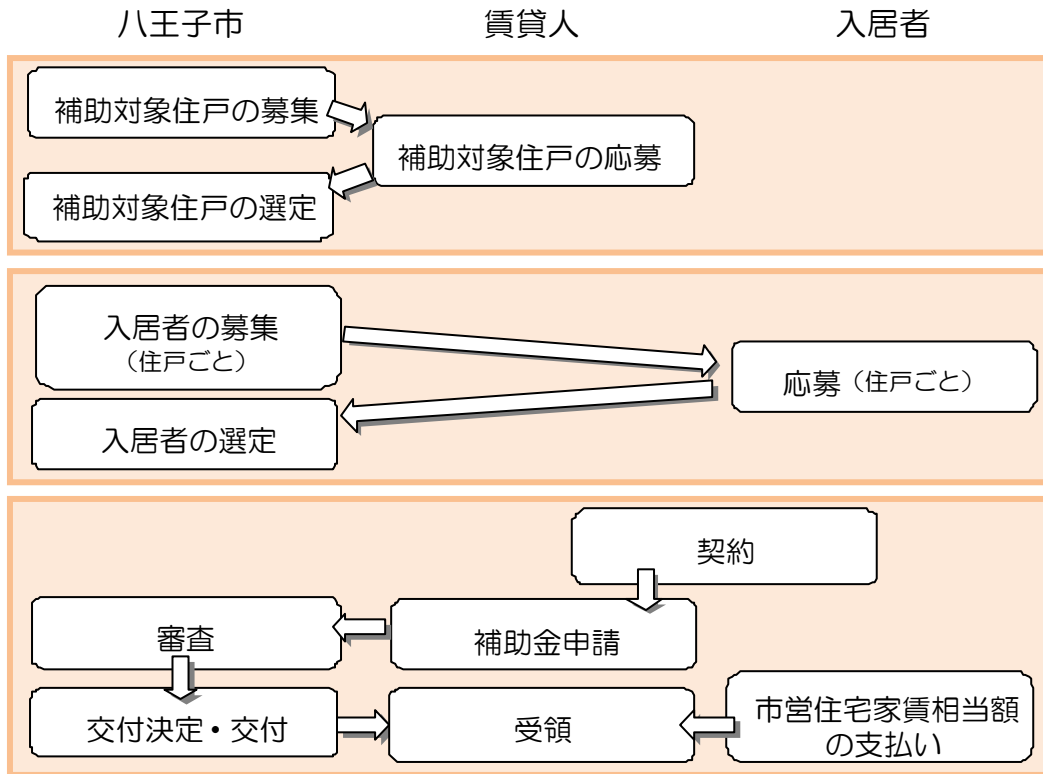 八王子市
賃貸人
入居者
補助対象住戸の募集
補助対象住戸の応募
補助対象住戸の選定
入居者の募集
（住戸ごと）
応募（住戸ごと）
入居者の選定
契約
審査
補助金申請
交付決定・交付
受領
市営住宅家賃相当額
の支払い